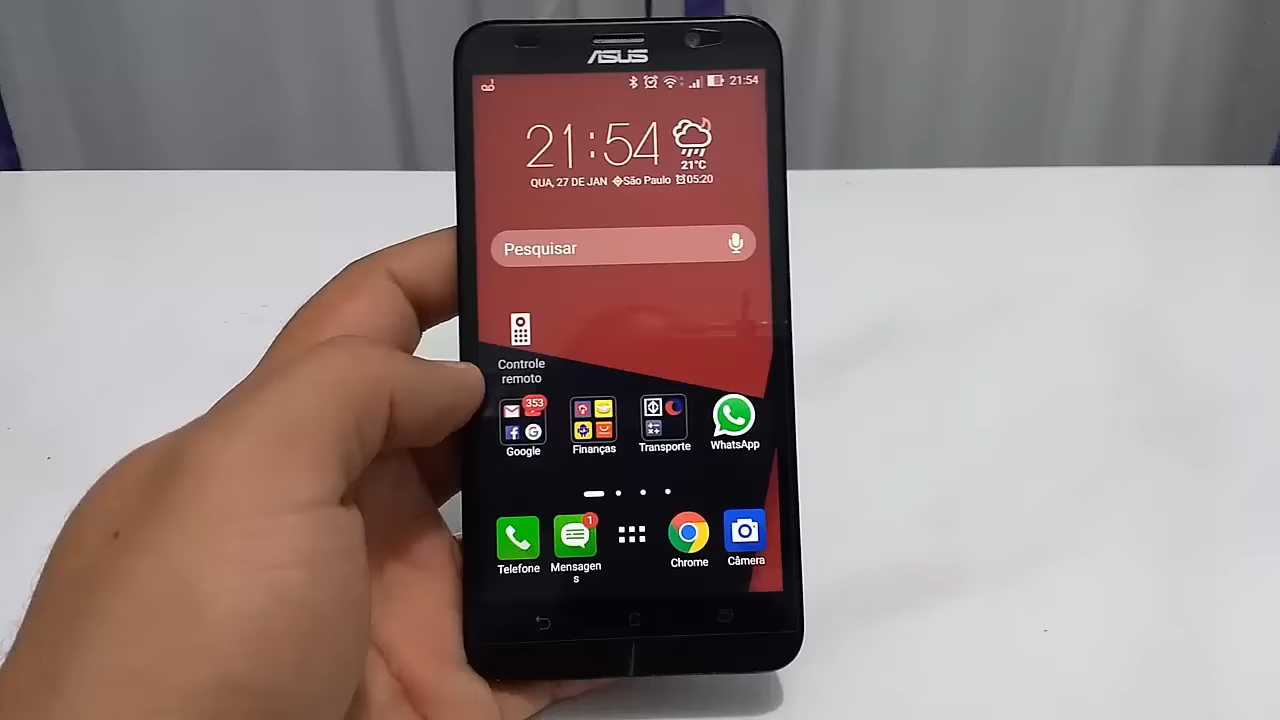 ASUS
21:54
21:54
21°C
QUA, 27 DE JAN São Paulo 05:20
Pesquisar
Controle
remoto
353
Google
Finanças
Transporte
WhatsApp
1
Telefone
Mensagen
s
Chrome
Câmera